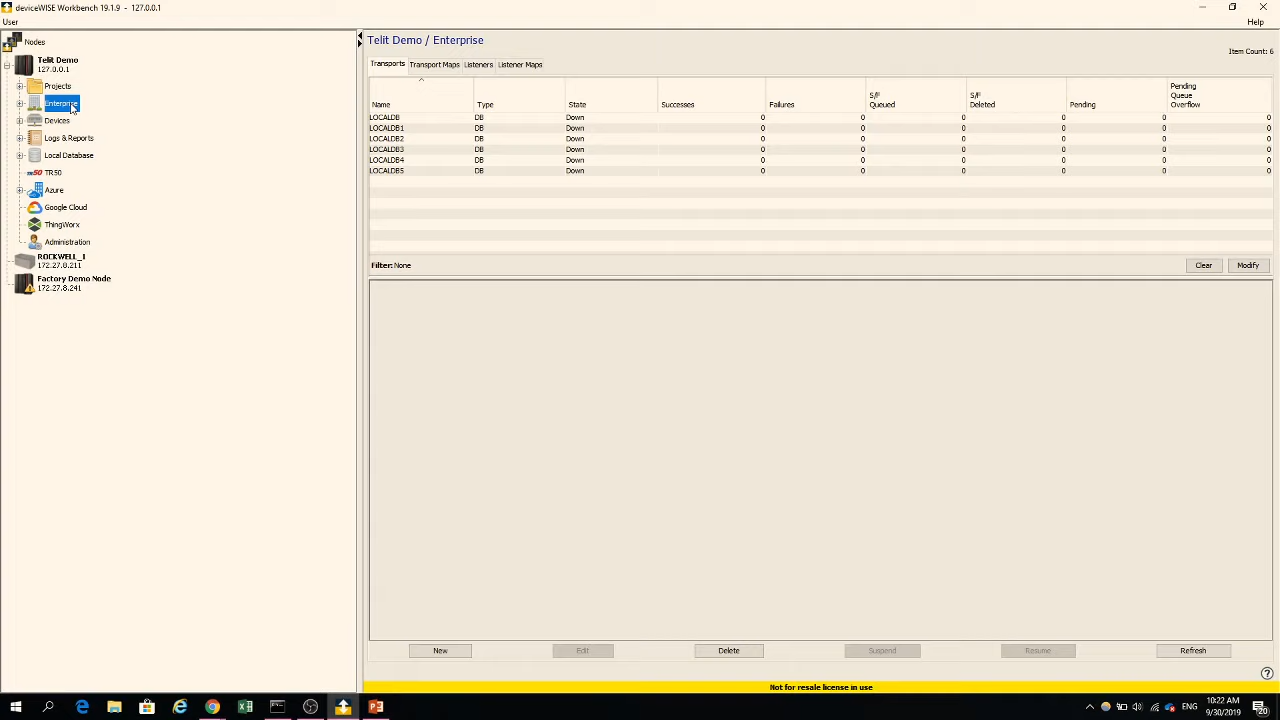 deviceWISE Workbench 19.1.9 - 127.0.0.1
User
Help
Nodes
Telit Demo
127.0.0.1
Projects
Enterprise
Devices
Logs & Reports
Local Database
TR50 TR50
Azure
Google Cloud
ThingWorx
Administration
ROCKWELL_1
172.27.8.211
Factory Demo Node
172.27.8.241
Telit Demo / Enterprise
Item Count: 6
Transports Transport Maps Listeners Listener Maps
Name Type State Successes Failures S/F Queued S/F Deleted Pending Pending Queue Overflow
LOCALDB DB Down 0 0 0 0 0 0
LOCALDB1 DB Down 0 0 0 0 0 0
LOCALDB2 DB Down 0 0 0 0 0 0
LOCALDB3 DB Down 0 0 0 0 0 0
LOCALDB4 DB Down 0 0 0 0 0 0
LOCALDB5 DB Down 0 0 0 0 0 0
Filter: None
Clear Modify
New Edit Delete Suspend Resume Refresh
Not for resale license in use
ENG
10:22 AM
9/30/2019
20